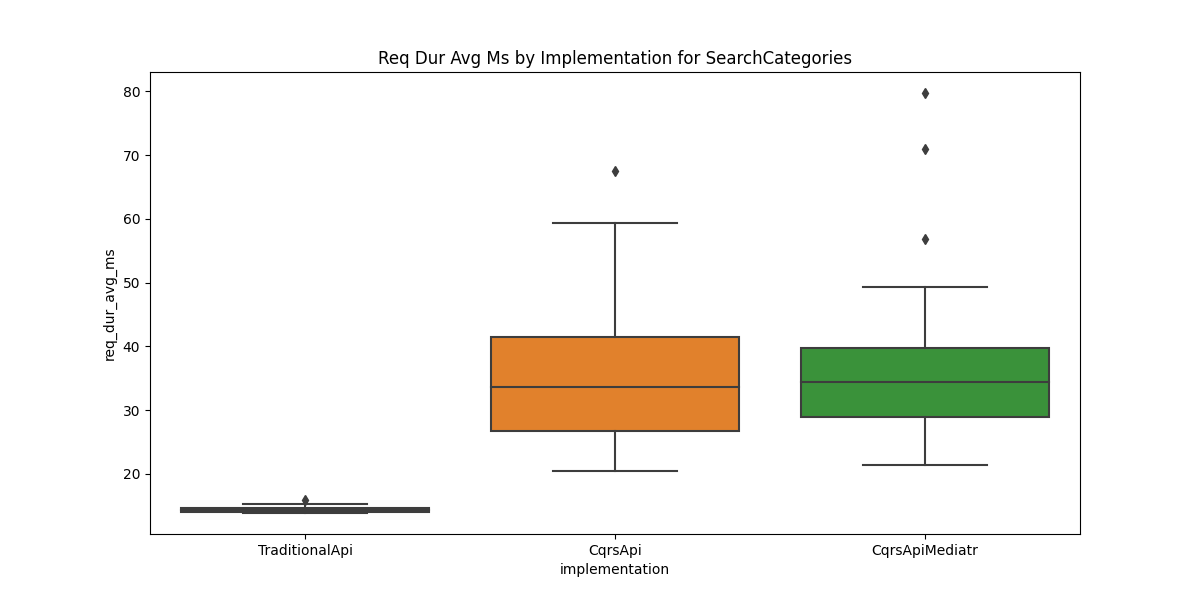 Req Dur Avg Ms by Implementation for SearchCategories
80
70
60
50
40
30
20
req_dur_avg_ms
TraditionalApi
CqrsApi
CqrsApiMediatr
implementation